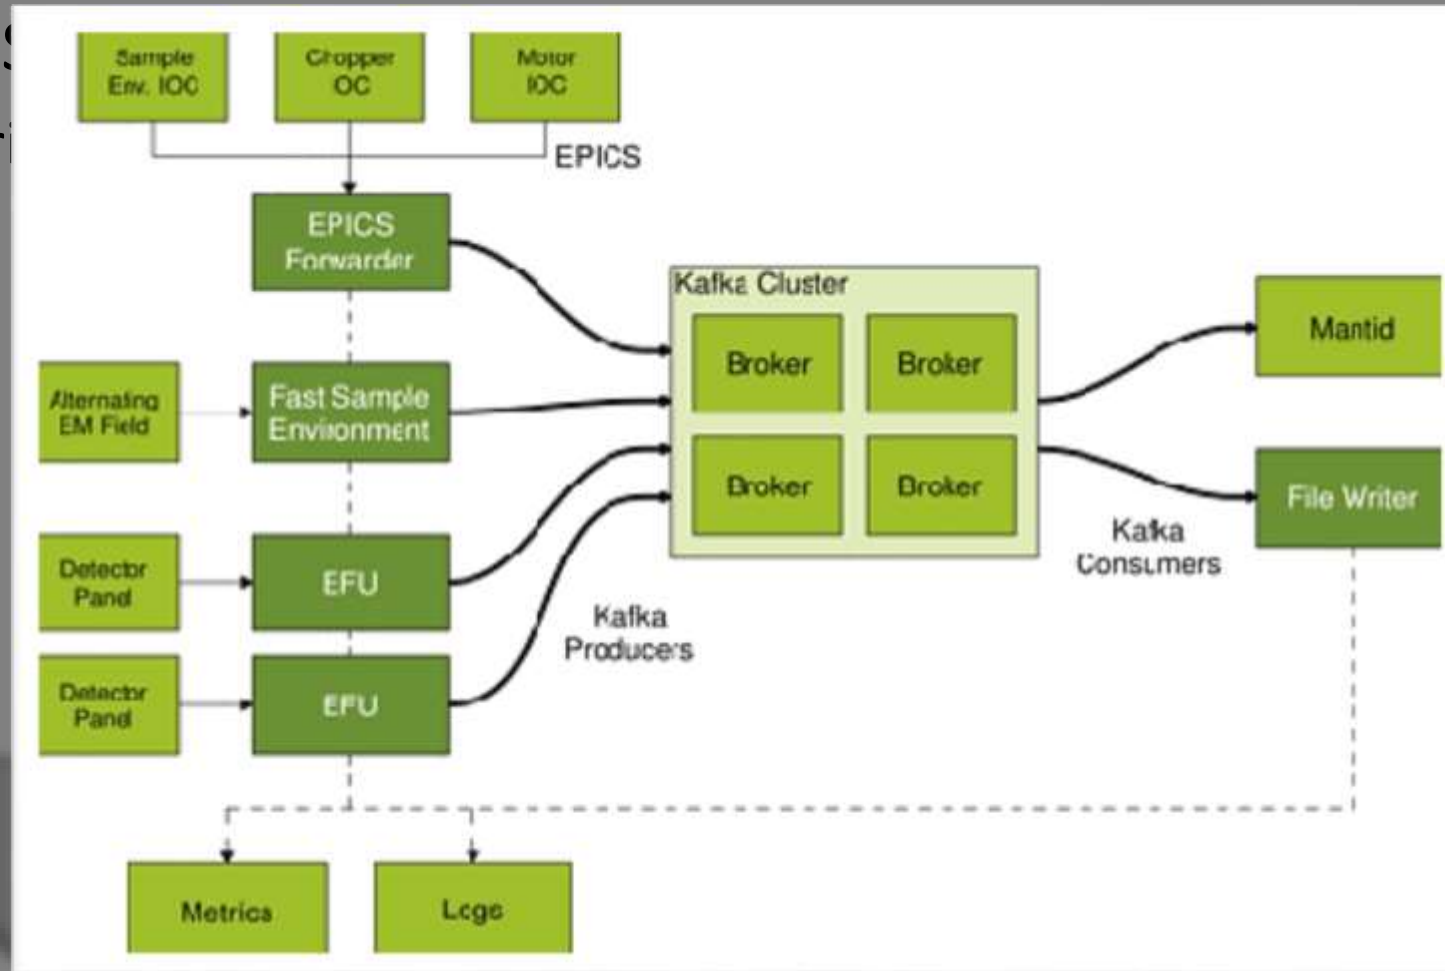 Sample
Env. IOC
Chopper
IOC
Motor
IOC
EPICS
EPICS
Forwarder
Kafka Cluster
Broker
Broker
Broker
Broker
Mantid
Alternating
EM Field
Fast Sample
Environment
File Writer
Kafka
Consumers
Detector
Panel
EFU
Kafka
Producers
Detector
Panel
EFU
Metrics
Logs